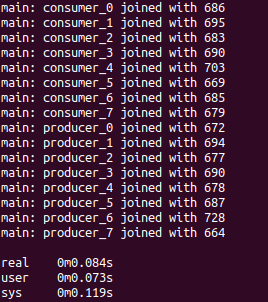 main: consumer_0 joined with 686
main: consumer_1 joined with 695
main: consumer_2 joined with 683
main: consumer_3 joined with 690
main: consumer_4 joined with 703
main: consumer_5 joined with 669
main: consumer_6 joined with 685
main: consumer_7 joined with 679
main: producer_0 joined with 672
main: producer_1 joined with 694
main: producer_2 joined with 677
main: producer_3 joined with 690
main: producer_4 joined with 678
main: producer_5 joined with 687
main: producer_6 joined with 728
main: producer_7 joined with 664
real 0m0.084s
user 0m0.073s
sys 0m0.119s